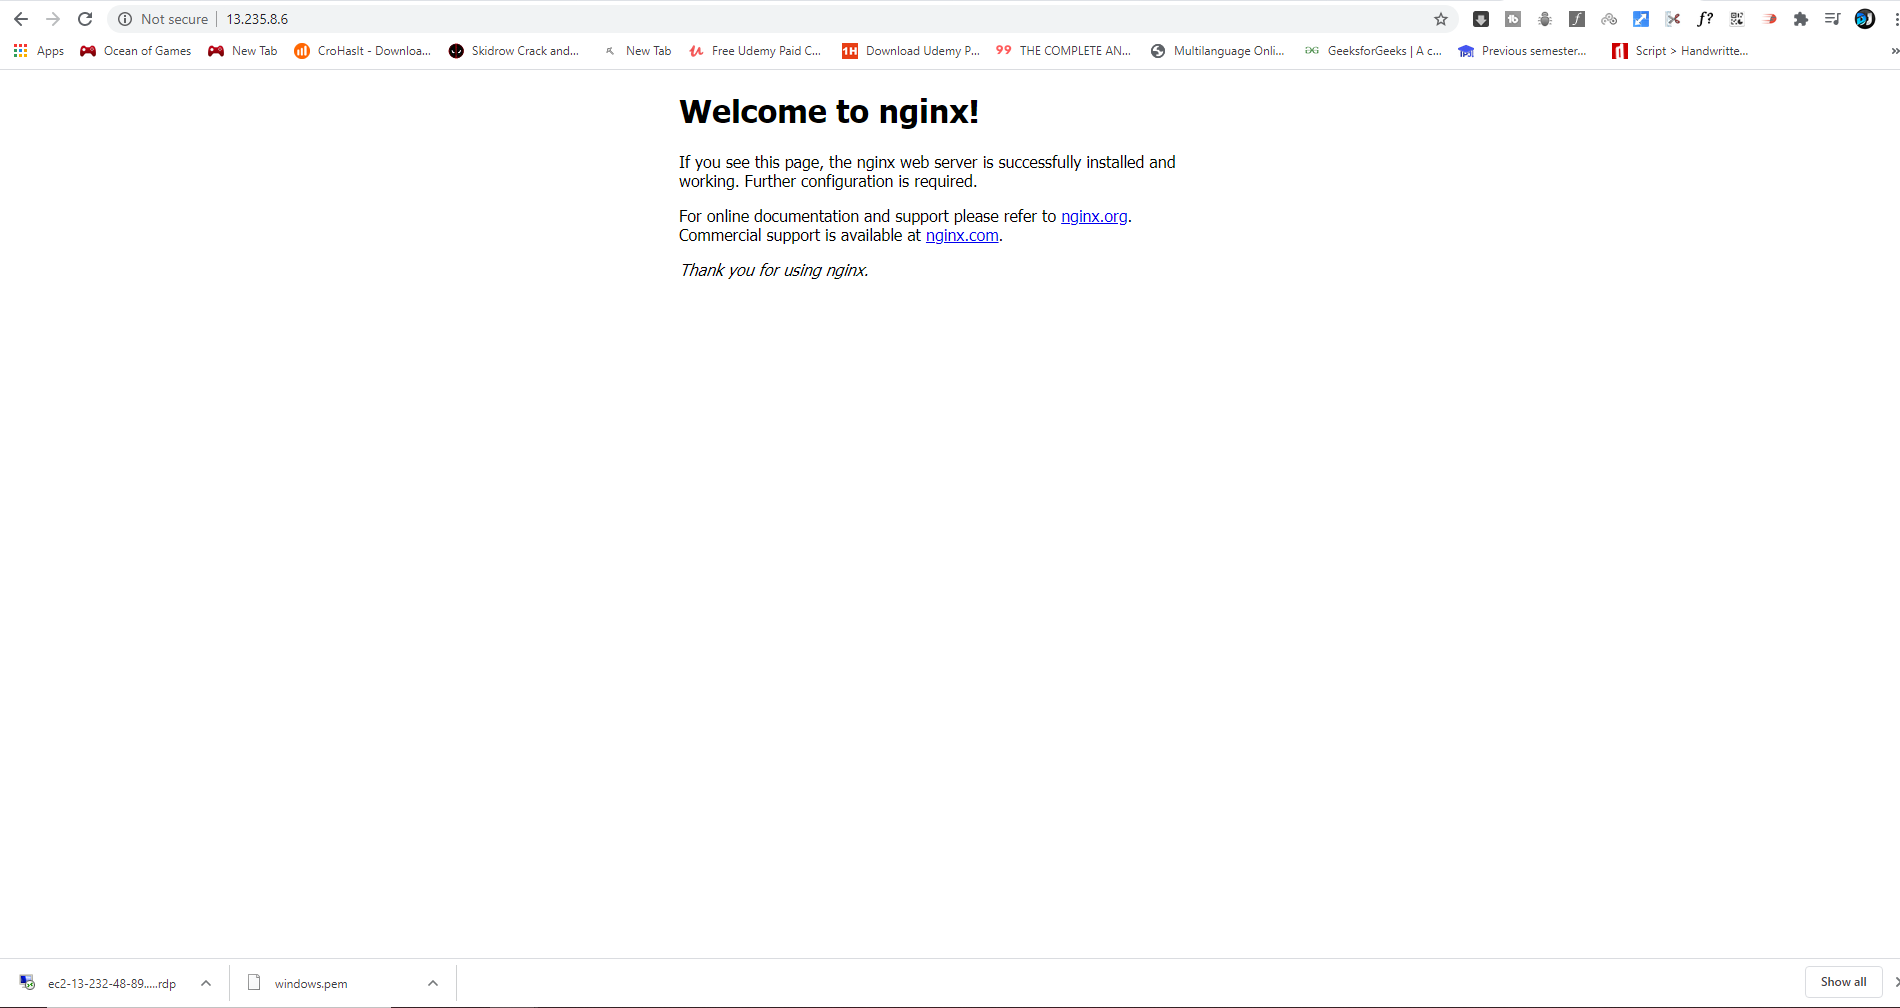 Not secure 13.235.8.6
Apps Ocean of Games New Tab CroHasIt - Downloa... Skidrow Crack and... New Tab Free Udemy Paid C... Download Udemy P... THE COMPLETE AN... Multilanguage Onli... GeeksforGeeks | A c... Previous semester... Script > Handwritte...
Welcome to nginx!
If you see this page, the nginx web server is successfully installed and
working. Further configuration is required.
For online documentation and support please refer to nginx.org.
Commercial support is available at nginx.com.
Thank you for using nginx.
ec2-13-232-48-89.....rdp windows.pem Show all